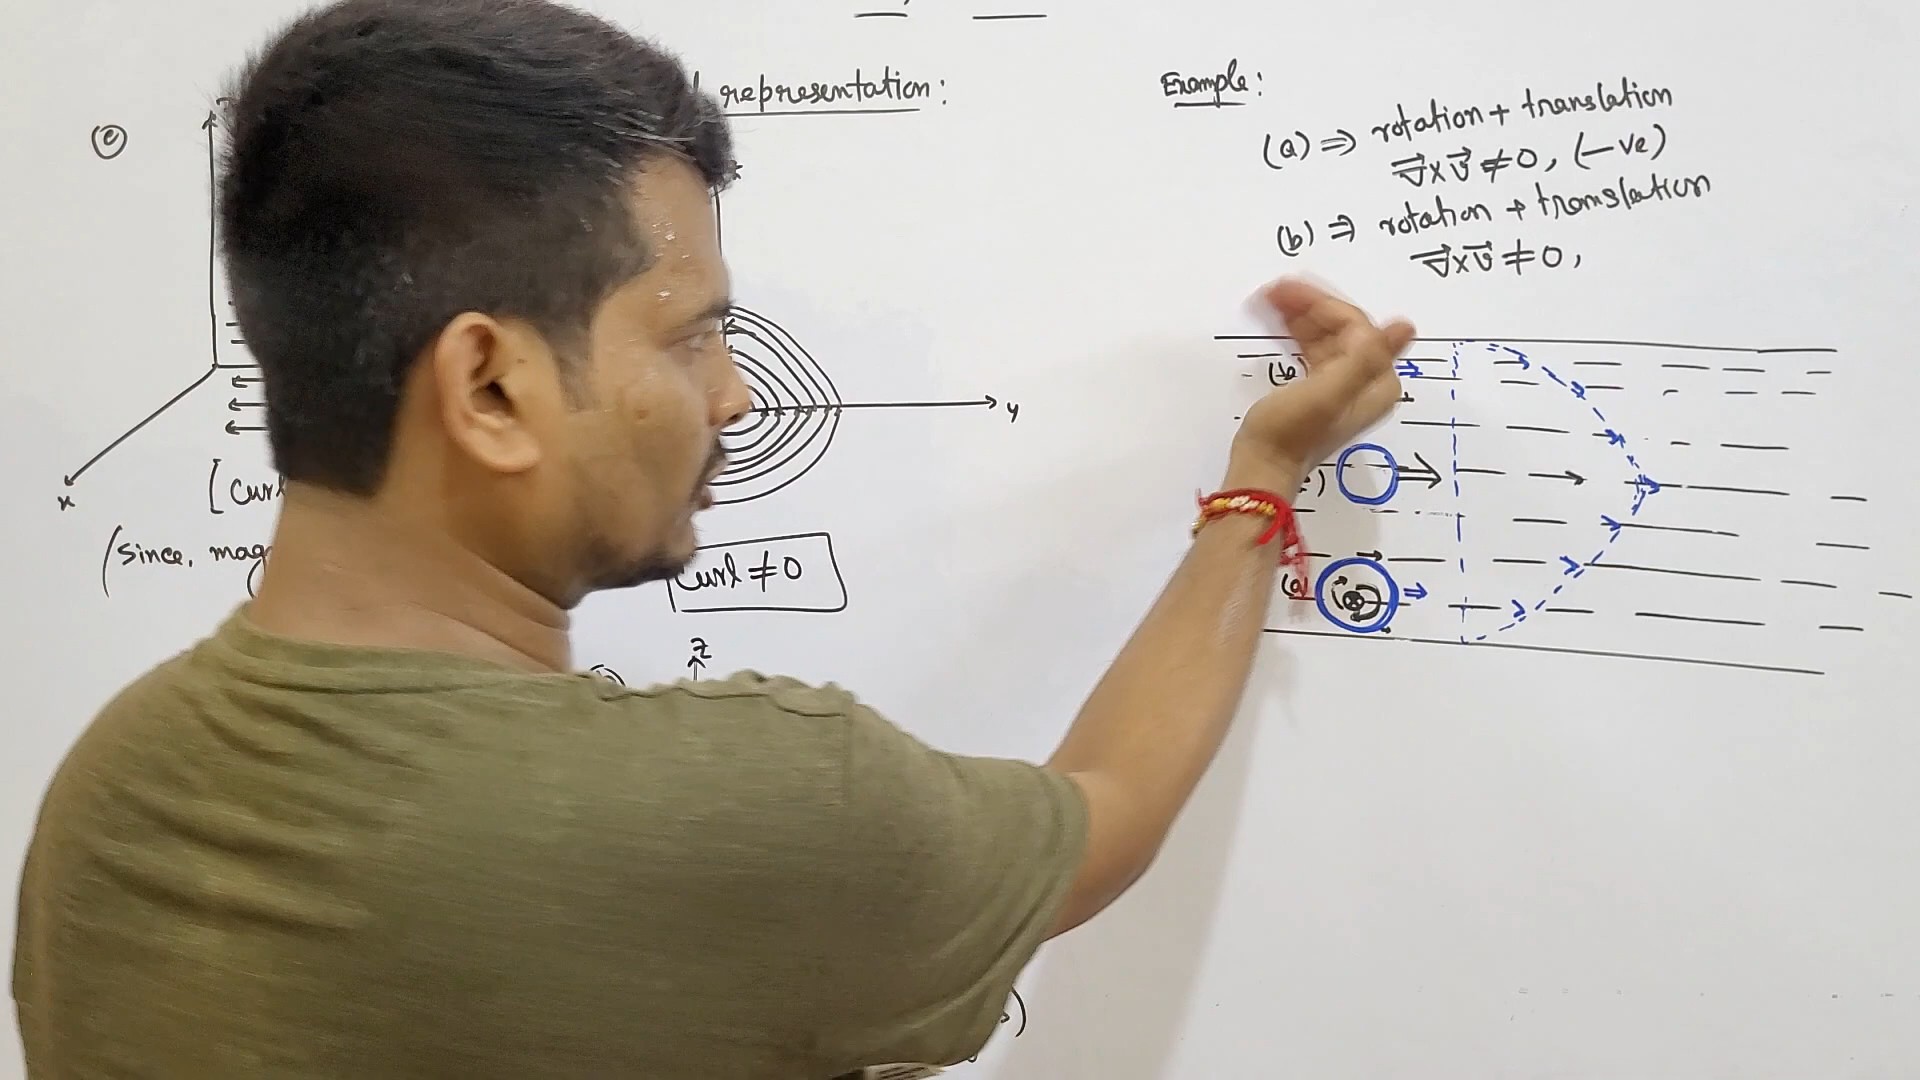 representation:
(e)
x
y
[Curl
(Since, mag
Curl ≠ 0
z
Example:
(a) ⇒ rotation + translation
∇⃗×v⃗ ≠ 0, (-ve)
(b) ⇒ rotation + translation
∇⃗×v⃗ ≠ 0,
(b)
(a)